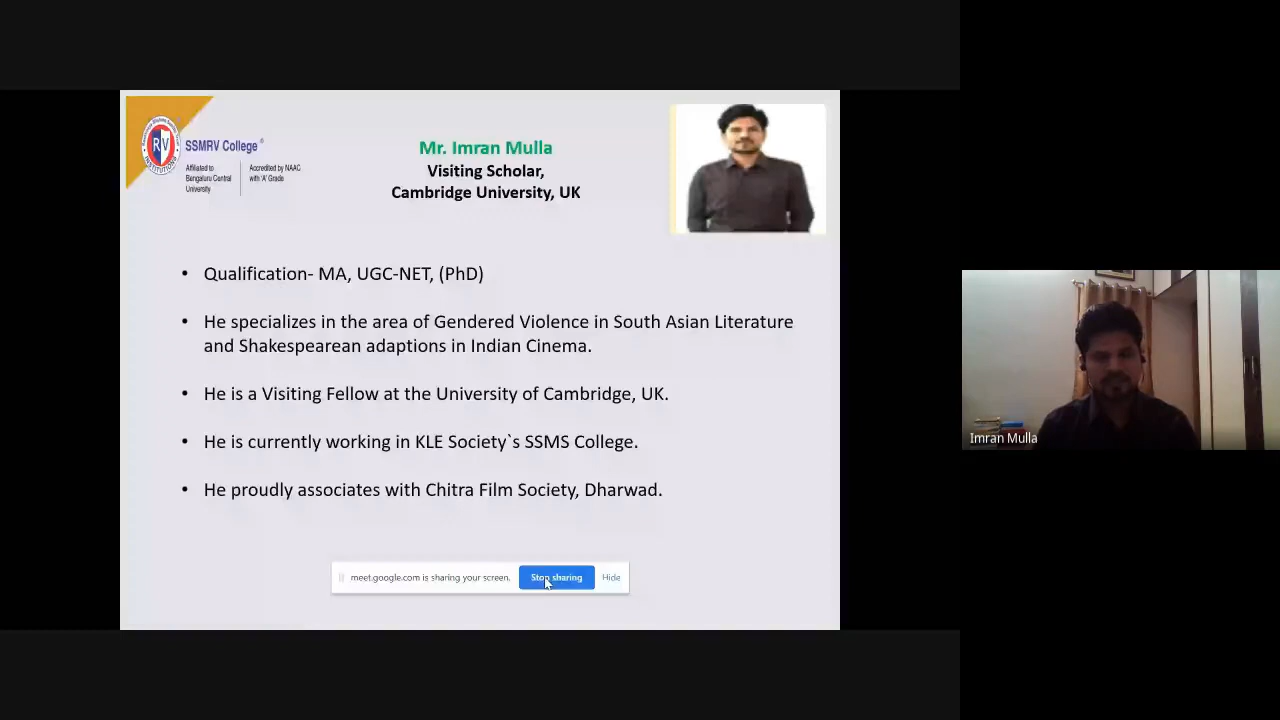 RV
SSMRV College
Affiliated to
Bengaluru Central
University
Accredited by NAAC
with 'A' Grade
Mr. Imran Mulla
Visiting Scholar,
Cambridge University, UK
• Qualification- MA, UGC-NET, (PhD)
• He specializes in the area of Gendered Violence in South Asian Literature
and Shakespearean adaptions in Indian Cinema.
• He is a Visiting Fellow at the University of Cambridge, UK.
• He is currently working in KLE Society`s SSMS College.
• He proudly associates with Chitra Film Society, Dharwad.
meet.google.com is sharing your screen. Stop sharing Hide
Imran Mulla